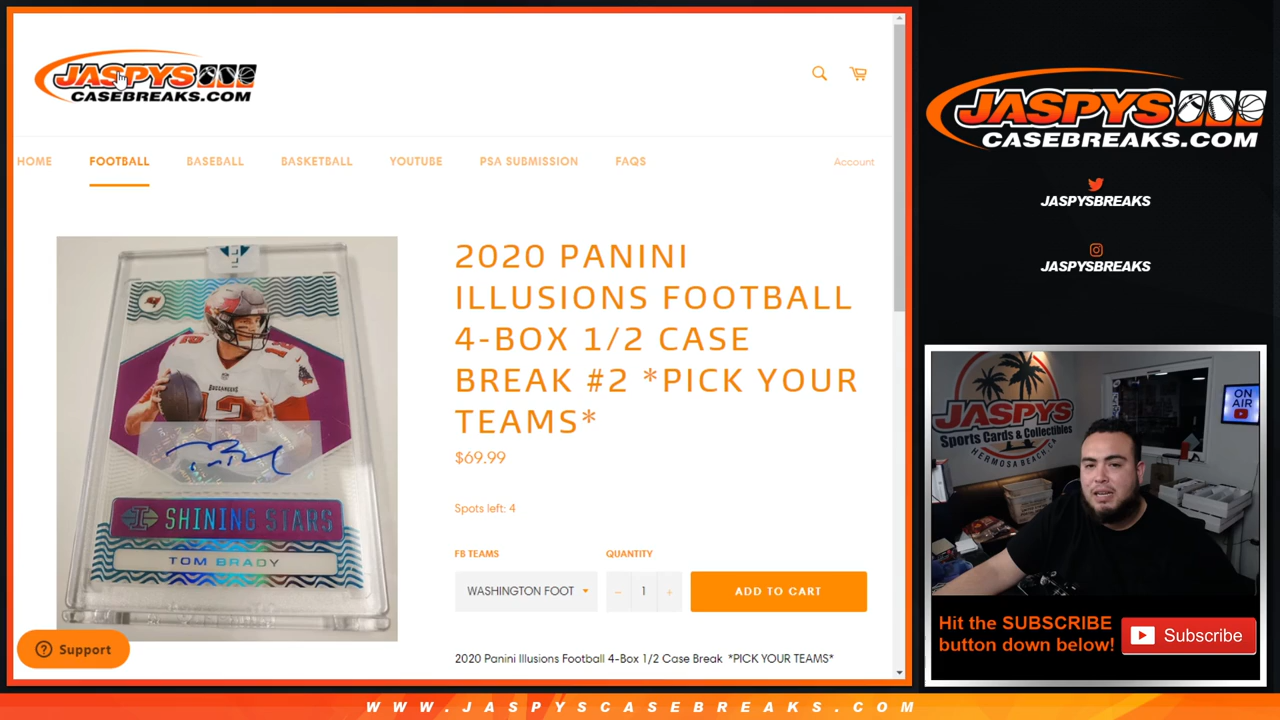 JASPYS
CASEBREAKS.COM
HOME
FOOTBALL
BASEBALL
BASKETBALL
YOUTUBE
PSA SUBMISSION
FAQS
Account
BUCCANEERS
12
SHINING STARS
TOM BRADY
2020 PANINI
ILLUSIONS FOOTBALL
4-BOX 1/2 CASE
BREAK #2 *PICK YOUR
TEAMS*
$69.99
Spots left: 4
FB TEAMS
QUANTITY
WASHINGTON FOOT
− 1 +
ADD TO CART
2020 Panini Illusions Football 4-Box 1/2 Case Break *PICK YOUR TEAMS*
Support
JASPYS
CASEBREAKS.COM
JASPYSBREAKS
JASPYSBREAKS
JASPYS
Sports Cards & Collectibles
HERMOSA BEACH, CA
ON
AIR
Hit the SUBSCRIBE
button down below!
Subscribe
WWW.JASPYSCASEBREAKS.COM